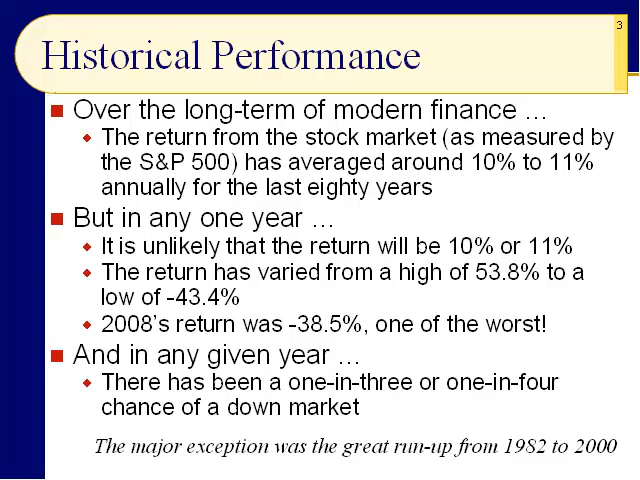 3
Historical Performance
Over the long-term of modern finance ...
The return from the stock market (as measured by
the S&P 500) has averaged around 10% to 11%
annually for the last eighty years
But in any one year ...
It is unlikely that the return will be 10% or 11%
The return has varied from a high of 53.8% to a
low of -43.4%
2008's return was -38.5%, one of the worst!
And in any given year ...
There has been a one-in-three or one-in-four
chance of a down market
The major exception was the great run-up from 1982 to 2000